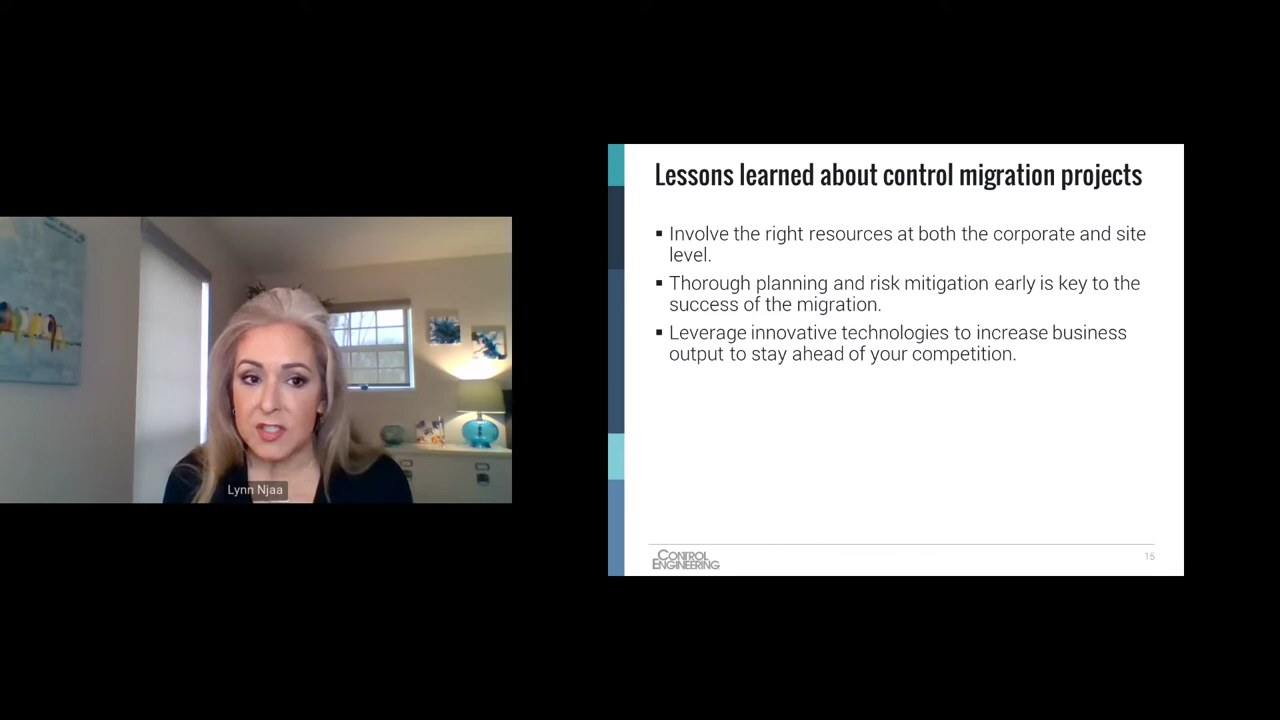 Lynn Njaa
Lessons learned about control migration projects
▪ Involve the right resources at both the corporate and site
level.
▪ Thorough planning and risk mitigation early is key to the
success of the migration.
▪ Leverage innovative technologies to increase business
output to stay ahead of your competition.
CONTROL
ENGINEERING
15